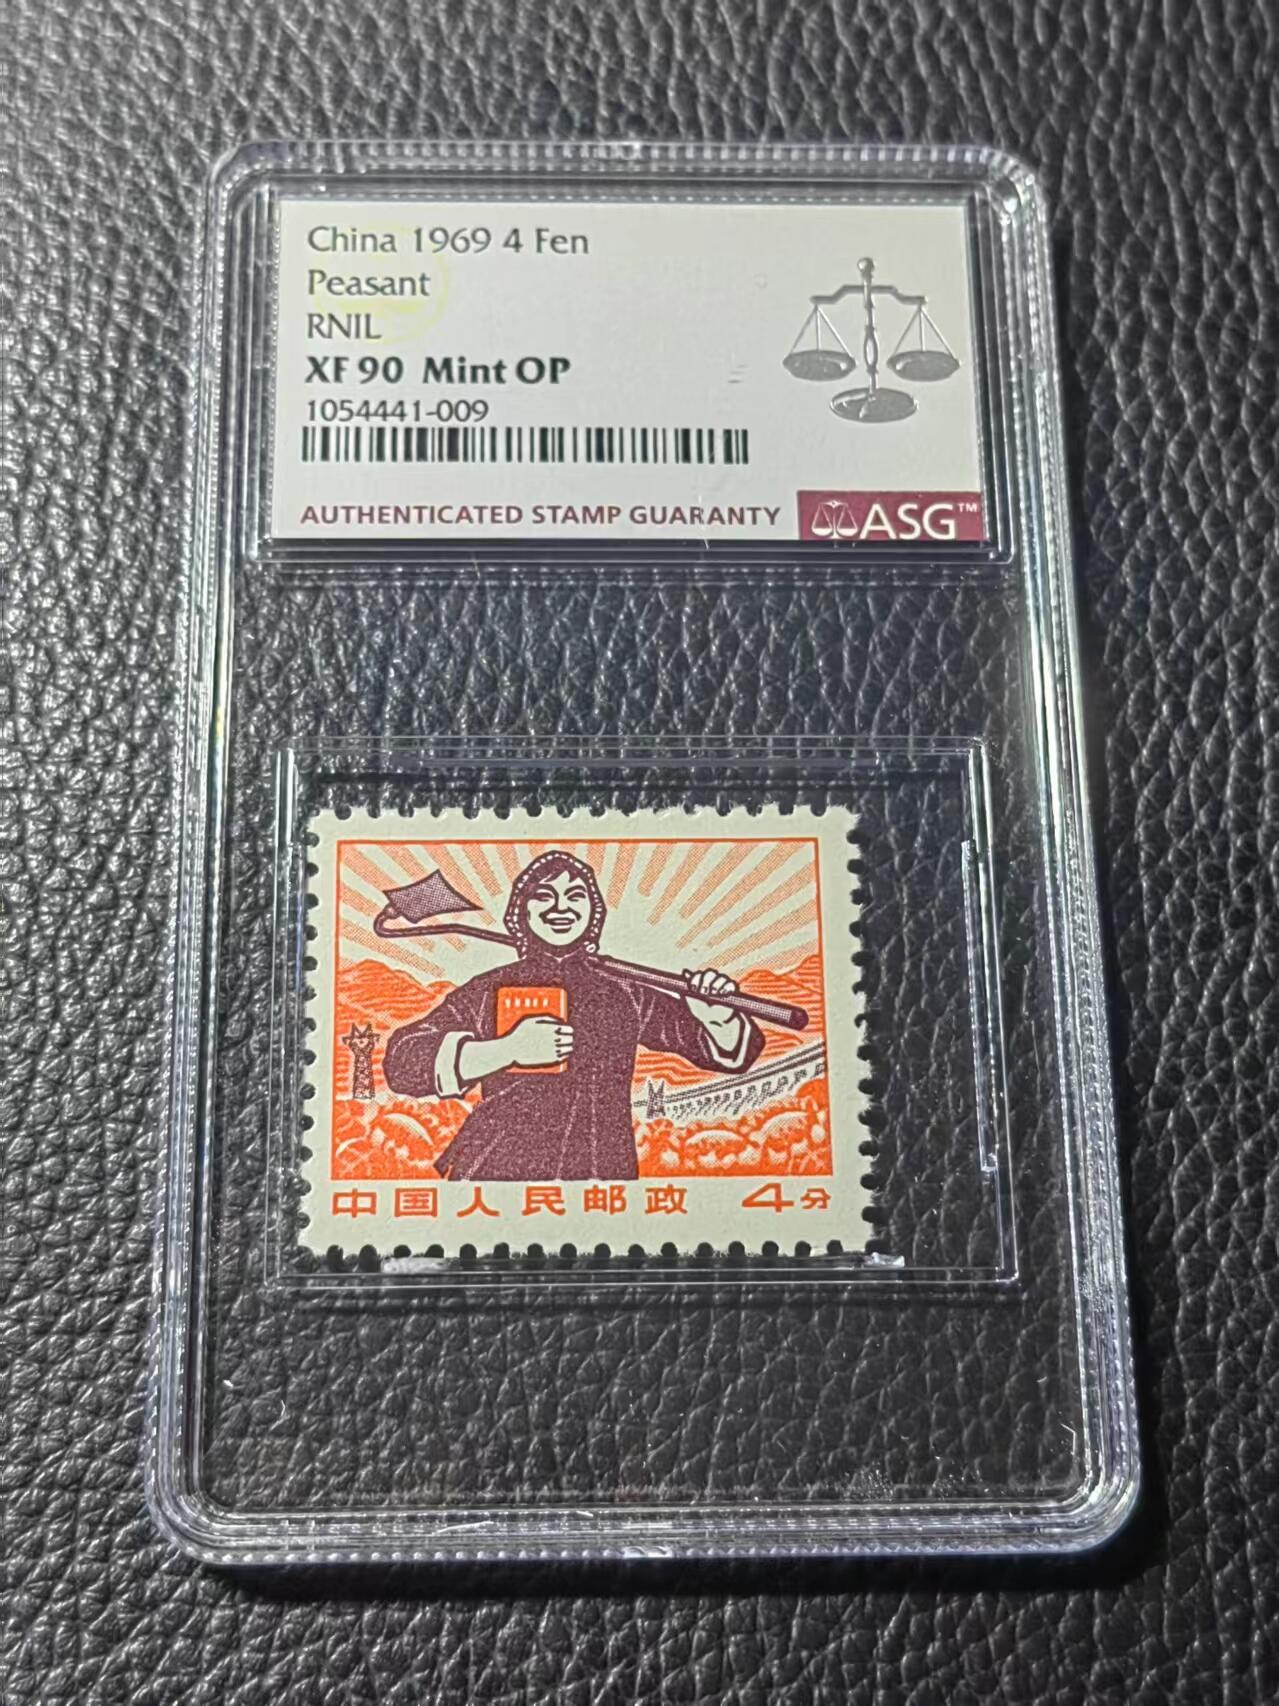 China 1969 4 Fen
Peasant
RNIL
XF 90 Mint OP
1054441-009
AUTHENTICATED STAMP GUARANTY
ASG™
中国人民邮政 4分